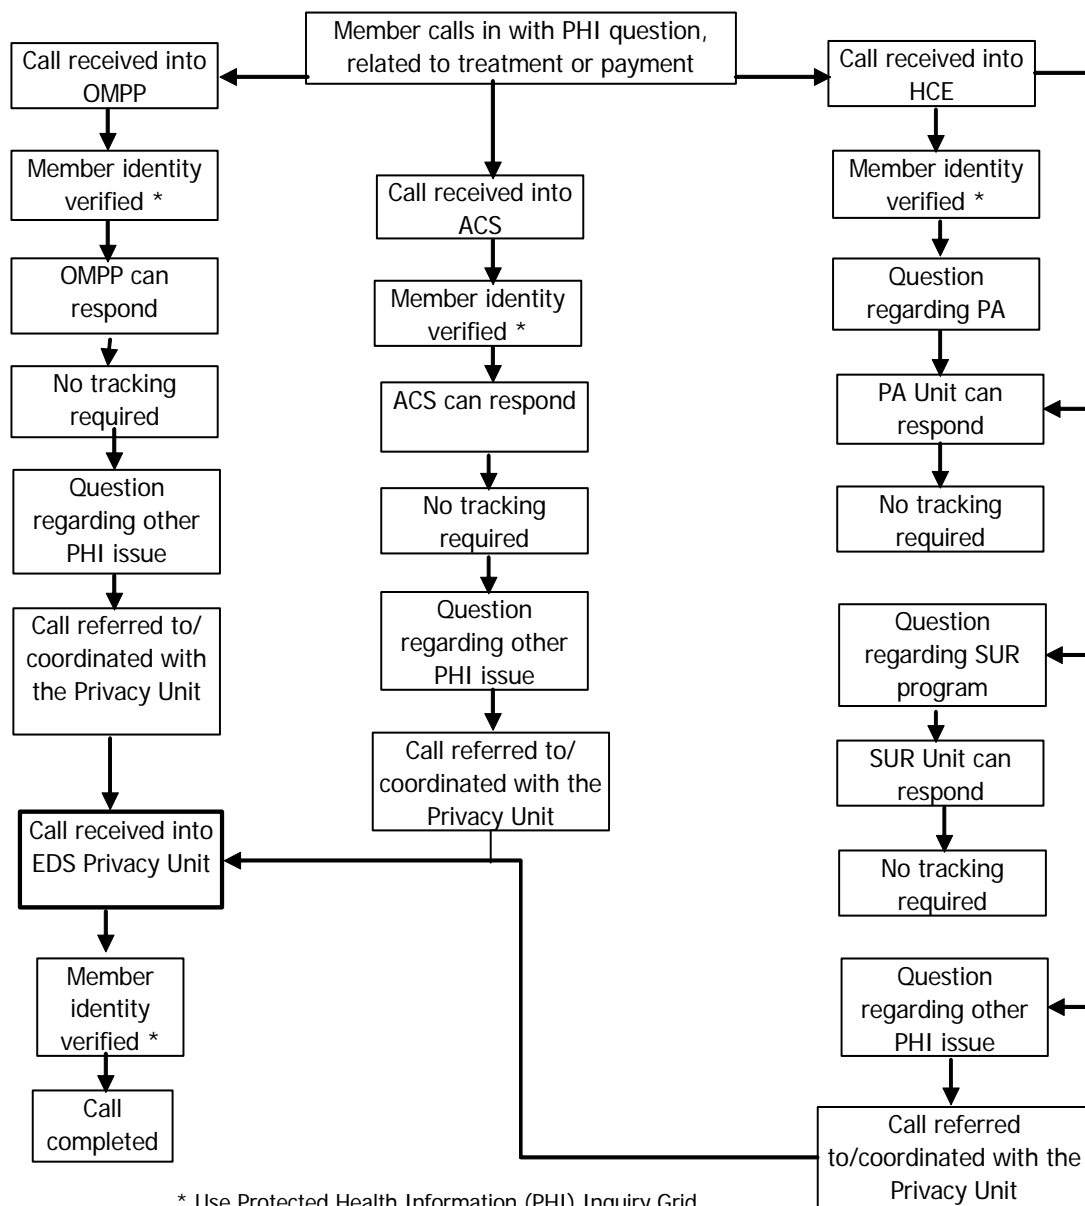 Member calls in with PHI question,
related to treatment or payment
Call received into
OMPP
Member identity
verified *
OMPP can
respond
No tracking
required
Question
regarding other
PHI issue
Call referred to/
coordinated with
the Privacy Unit
Call received into
EDS Privacy Unit
Member
identity
verified *
Call
completed
Call received into
ACS
Member identity
verified *
ACS can respond
No tracking
required
Question
regarding other
PHI issue
Call referred to/
coordinated with the
Privacy Unit
Call received into
HCE
Member identity
verified *
Question
regarding PA
PA Unit can
respond
No tracking
required
Question
regarding SUR
program
SUR Unit can
respond
No tracking
required
Question
regarding other
PHI issue
Call referred
to/coordinated with the
Privacy Unit
* Use Protected Health Information (PHI) Inquiry Grid